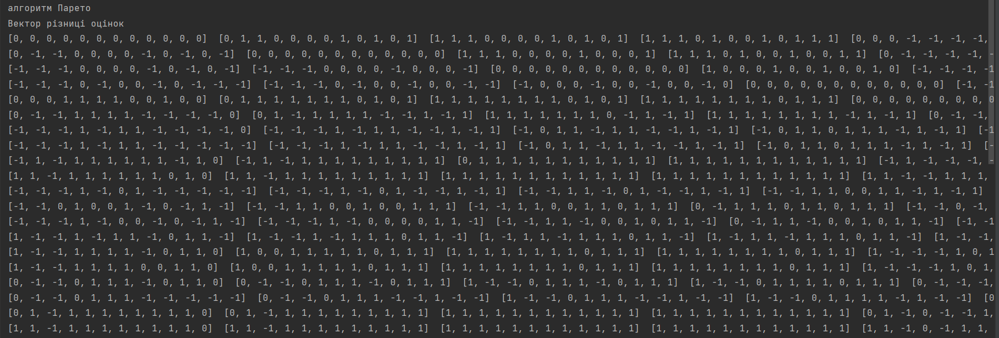 алгоритм Парето
Вектор різниці оцінок
[0, 0, 0, 0, 0, 0, 0, 0, 0, 0, 0, 0]  [0, 1, 1, 0, 0, 0, 0, 1, 0, 1, 0, 1]  [1, 1, 1, 0, 0, 0, 0, 1, 0, 1, 0, 1]  [1, 1, 1, 0, 1, 0, 0, 1, 0, 1, 1, 1]  [0, 0, 0, -1, -1, -1, -1,
[0, -1, -1, 0, 0, 0, 0, -1, 0, -1, 0, -1]  [0, 0, 0, 0, 0, 0, 0, 0, 0, 0, 0, 0]  [1, 1, 1, 0, 0, 0, 0, 1, 0, 0, 0, 1]  [1, 1, 1, 0, 1, 0, 0, 1, 0, 0, 1, 1]  [0, -1, -1, -1, -1, -
[-1, -1, -1, 0, 0, 0, 0, -1, 0, -1, 0, -1]  [-1, -1, -1, 0, 0, 0, 0, -1, 0, 0, 0, -1]  [0, 0, 0, 0, 0, 0, 0, 0, 0, 0, 0, 0]  [1, 0, 0, 0, 1, 0, 0, 1, 0, 0, 1, 0]  [-1, -1, -1, -1
[-1, -1, -1, 0, -1, 0, 0, -1, 0, -1, -1, -1]  [-1, -1, -1, 0, -1, 0, 0, -1, 0, 0, -1, -1]  [-1, 0, 0, 0, -1, 0, 0, -1, 0, 0, -1, 0]  [0, 0, 0, 0, 0, 0, 0, 0, 0, 0, 0, 0]  [-1, -1
[0, 0, 0, 1, 1, 1, 1, 0, 0, 1, 0, 0]  [0, 1, 1, 1, 1, 1, 1, 1, 0, 1, 0, 1]  [1, 1, 1, 1, 1, 1, 1, 1, 0, 1, 0, 1]  [1, 1, 1, 1, 1, 1, 1, 1, 0, 1, 1, 1]  [0, 0, 0, 0, 0, 0, 0, 0, 0
[0, -1, -1, 1, 1, 1, 1, -1, -1, -1, -1, 0]  [0, 1, -1, 1, 1, 1, 1, -1, -1, 1, -1, 1]  [1, 1, 1, 1, 1, 1, 1, 0, -1, 1, -1, 1]  [1, 1, 1, 1, 1, 1, 1, 1, -1, 1, -1, 1]  [0, -1, -1,
[-1, -1, -1, 1, -1, 1, 1, -1, -1, -1, -1, 0]  [-1, -1, -1, 1, -1, 1, 1, -1, -1, 1, -1, 1]  [-1, 0, 1, 1, -1, 1, 1, -1, -1, 1, -1, 1]  [-1, 0, 1, 1, 0, 1, 1, 1, -1, 1, -1, 1]  [-1
[-1, -1, -1, 1, -1, 1, 1, -1, -1, -1, -1, -1]  [-1, -1, -1, 1, -1, 1, 1, -1, -1, 1, -1, 1]  [-1, 0, 1, 1, -1, 1, 1, -1, -1, 1, -1, 1]  [-1, 0, 1, 1, 0, 1, 1, 1, -1, 1, -1, 1]  [-
[-1, 1, -1, 1, 1, 1, 1, 1, 1, -1, 1, 0]  [-1, 1, -1, 1, 1, 1, 1, 1, 1, 1, 1, 1]  [0, 1, 1, 1, 1, 1, 1, 1, 1, 1, 1, 1]  [1, 1, 1, 1, 1, 1, 1, 1, 1, 1, 1, 1]  [-1, 1, -1, -1, -1, -
[1, 1, -1, 1, 1, 1, 1, 1, 1, 0, 1, 0]  [1, 1, -1, 1, 1, 1, 1, 1, 1, 1, 1, 1]  [1, 1, 1, 1, 1, 1, 1, 1, 1, 1, 1, 1]  [1, 1, 1, 1, 1, 1, 1, 1, 1, 1, 1, 1]  [1, 1, -1, -1, 1, 1, 1,
[-1, -1, -1, 1, -1, 0, 1, -1, -1, -1, -1, -1]  [-1, -1, -1, 1, -1, 0, 1, -1, -1, 1, -1, 1]  [-1, -1, 1, 1, -1, 0, 1, -1, -1, 1, -1, 1]  [-1, -1, 1, 1, 0, 0, 1, 1, -1, 1, -1, 1]
[-1, -1, 0, 1, 0, 0, 1, -1, 0, -1, 1, -1]  [-1, -1, 1, 1, 0, 0, 1, 0, 0, 1, 1, 1]  [-1, -1, 1, 1, 0, 0, 1, 1, 0, 1, 1, 1]  [0, -1, 1, 1, 1, 0, 1, 1, 0, 1, 1, 1]  [-1, -1, 0, -1,
[-1, -1, -1, 1, -1, 0, 0, -1, 0, -1, 1, -1]  [-1, -1, -1, 1, -1, 0, 0, 0, 0, 1, 1, -1]  [-1, -1, 1, 1, -1, 0, 0, 1, 0, 1, 1, -1]  [0, -1, 1, 1, -1, 0, 0, 1, 0, 1, 1, -1]  [-1, -1
[1, -1, -1, 1, -1, 1, 1, -1, 0, 1, 1, -1]  [1, -1, -1, 1, -1, 1, 1, 1, 0, 1, 1, -1]  [1, -1, 1, 1, -1, 1, 1, 1, 0, 1, 1, -1]  [1, -1, 1, 1, -1, 1, 1, 1, 0, 1, 1, -1]  [1, -1, -1,
[1, -1, -1, 1, 1, 1, 1, -1, 0, 1, 1, 0]  [1, 0, 0, 1, 1, 1, 1, 1, 0, 1, 1, 1]  [1, 1, 1, 1, 1, 1, 1, 1, 0, 1, 1, 1]  [1, 1, 1, 1, 1, 1, 1, 1, 0, 1, 1, 1]  [1, -1, -1, -1, 1, 0, 1
[1, -1, -1, 1, 1, 1, 1, 0, 0, 1, 1, 0]  [1, 0, 0, 1, 1, 1, 1, 1, 0, 1, 1, 1]  [1, 1, 1, 1, 1, 1, 1, 1, 0, 1, 1, 1]  [1, 1, 1, 1, 1, 1, 1, 1, 0, 1, 1, 1]  [1, -1, -1, -1, 1, 0, 1,
[0, -1, -1, 0, 1, 1, 1, -1, 0, 1, 1, 0]  [0, -1, -1, 0, 1, 1, 1, -1, 0, 1, 1, 1]  [1, -1, -1, 0, 1, 1, 1, -1, 0, 1, 1, 1]  [1, -1, -1, 0, 1, 1, 1, 1, 0, 1, 1, 1]  [0, -1, -1, -1,
[0, -1, -1, 0, 1, 1, 1, -1, -1, -1, -1, -1]  [0, -1, -1, 0, 1, 1, 1, -1, -1, 1, -1, -1]  [1, -1, -1, 0, 1, 1, 1, -1, -1, 1, -1, -1]  [1, -1, -1, 0, 1, 1, 1, 1, -1, 1, -1, -1]  [0
[0, 1, -1, 1, 1, 1, 1, 1, 1, 1, 1, 0]  [0, 1, -1, 1, 1, 1, 1, 1, 1, 1, 1, 1]  [1, 1, 1, 1, 1, 1, 1, 1, 1, 1, 1, 1]  [1, 1, 1, 1, 1, 1, 1, 1, 1, 1, 1, 1]  [0, 1, -1, 0, -1, -1, 1,
[1, 1, -1, 1, 1, 1, 1, 1, 1, 1, 1, 0]  [1, 1, -1, 1, 1, 1, 1, 1, 1, 1, 1, 1]  [1, 1, 1, 1, 1, 1, 1, 1, 1, 1, 1, 1]  [1, 1, 1, 1, 1, 1, 1, 1, 1, 1, 1, 1]  [1, 1, -1, 0, -1, 1, 1,